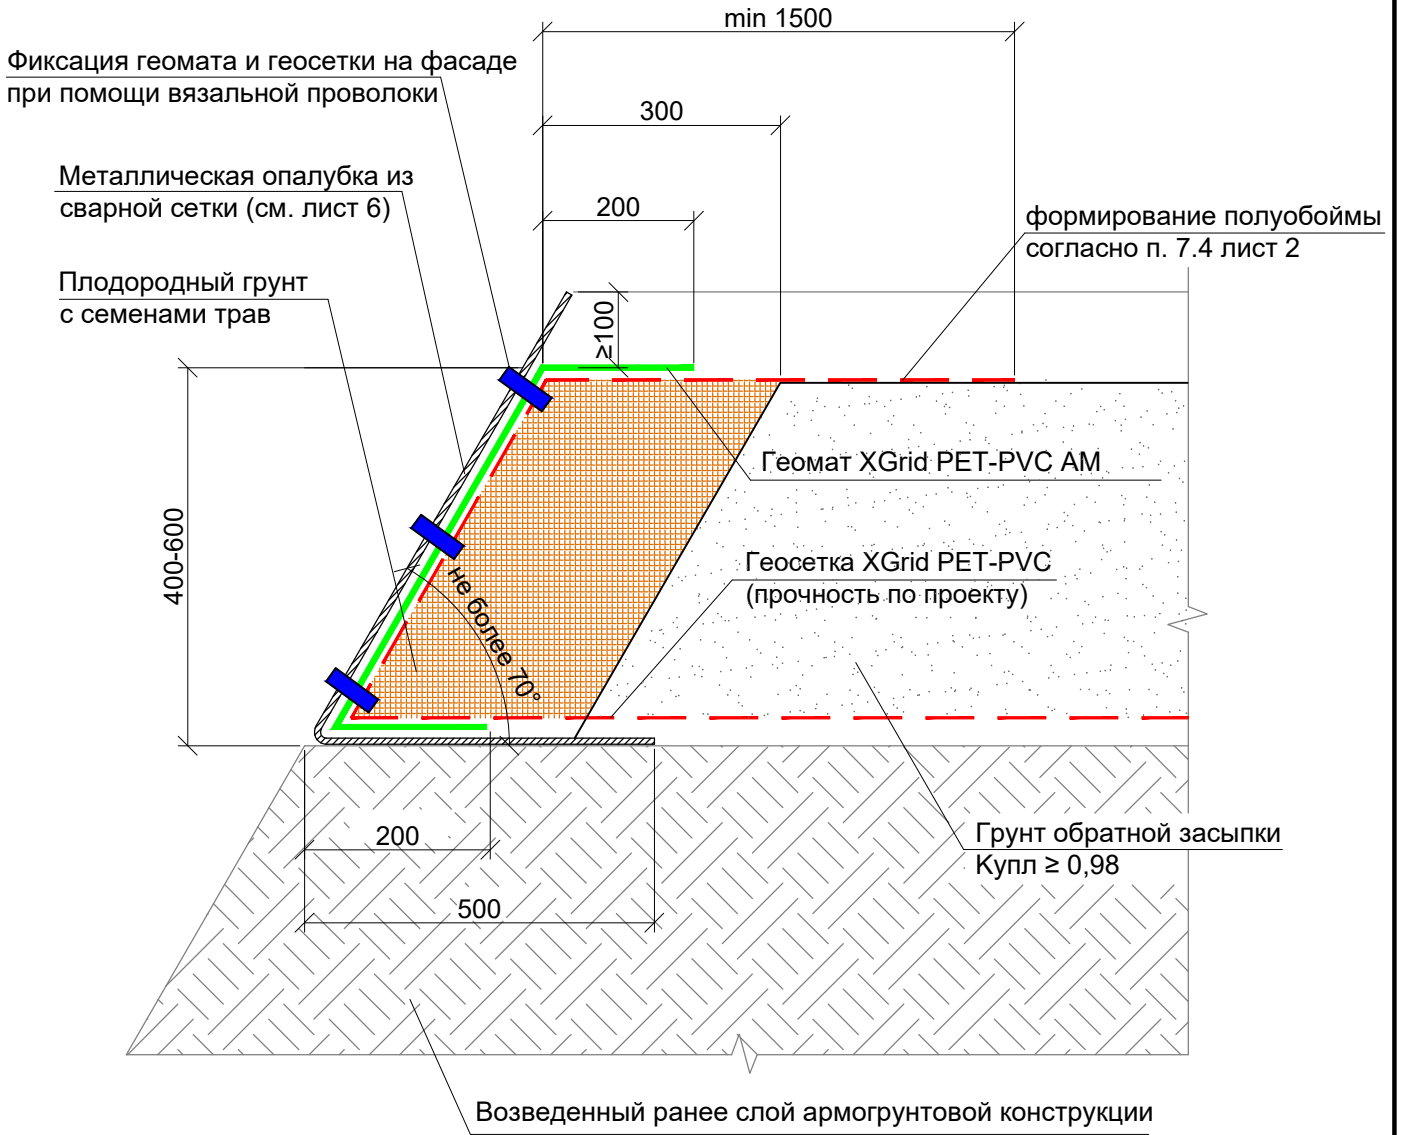 min 1500
Фиксация геомата и геосетки на фасаде
при помощи вязальной проволоки
300
Металлическая опалубка из
сварной сетки (см. лист 6)
200
формирование полуобоймы
согласно п. 7.4 лист 2
Плодородный грунт
с семенами трав
≥100
Геомат XGrid PET-PVC AM
400-600
Геосетка XGrid PET-PVC
(прочность по проекту)
не более 70°
200
Грунт обратной засыпки
Купл ≥ 0,98
500
Возведенный ранее слой армогрунтовой конструкции